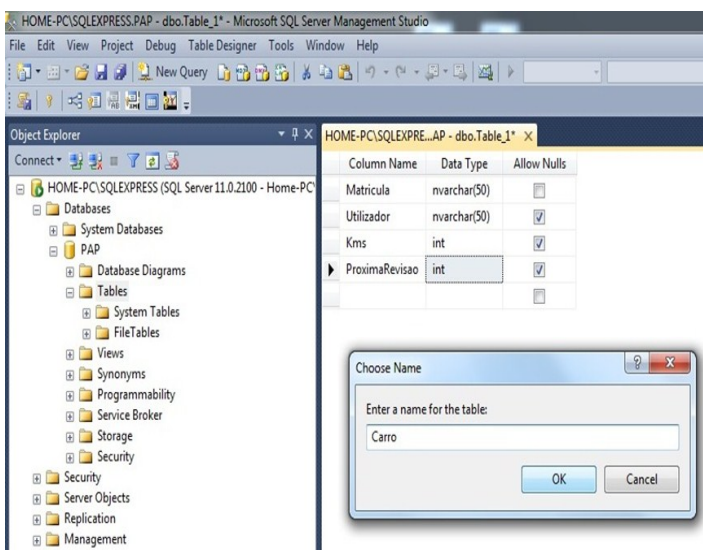 HOME-PC\SQLEXPRESS.PAP - dbo.Table_1* - Microsoft SQL Server Management Studio
File Edit View Project Debug Table Designer Tools Window Help
New Query
Object Explorer
Connect
HOME-PC\SQLEXPRESS (SQL Server 11.0.2100 - Home-PC\
Databases
System Databases
PAP
Database Diagrams
Tables
System Tables
FileTables
Views
Synonyms
Programmability
Service Broker
Storage
Security
Security
Server Objects
Replication
Management
HOME-PC\SQLEXPRE...AP - dbo.Table_1*
Column Name Data Type Allow Nulls
Matricula nvarchar(50)
Utilizador nvarchar(50)
Kms int
ProximaRevisao int
Choose Name
Enter a name for the table:
Carro
OK Cancel